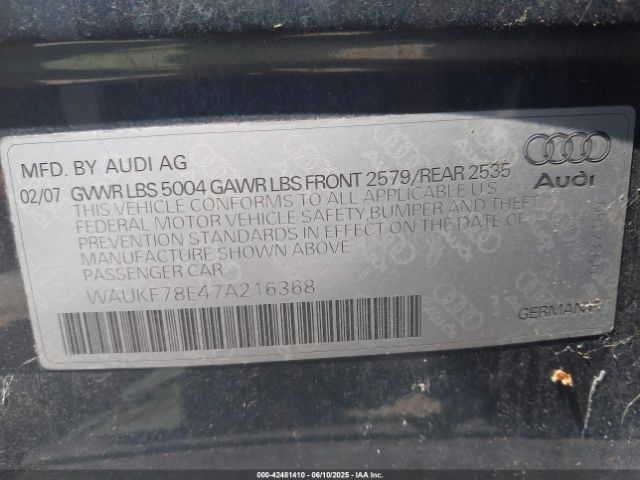 MFD. BY AUDI AG
02/07 GVWR LBS 5004 GAWR LBS FRONT 2579/REAR 2535
THIS VEHICLE CONFORMS TO ALL APPLICABLE U.S.
FEDERAL MOTOR VEHICLE SAFETY, BUMPER AND THEFT
PREVENTION STANDARDS IN EFFECT ON THE DATE OF
MANUFACTURE SHOWN ABOVE
PASSENGER CAR
WAUKF78E47A216368
Audi
GERMANY
000-42481410 - 06/10/2025 - IAAI.COM